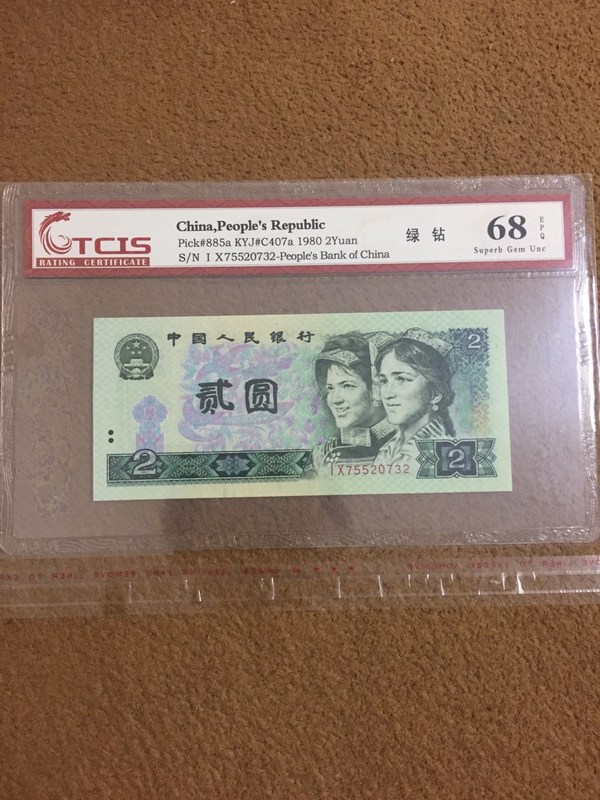 TCIS
RATING CERTIFICATE
China,People's Republic
Pick#885a KYJ#C407a 1980 2Yuan
S/N I X75520732-People's Bank of China
绿 钻
68
EPQ
Superb Gem Unc
中国人民银行
2
贰圆
2
IX75520732
2